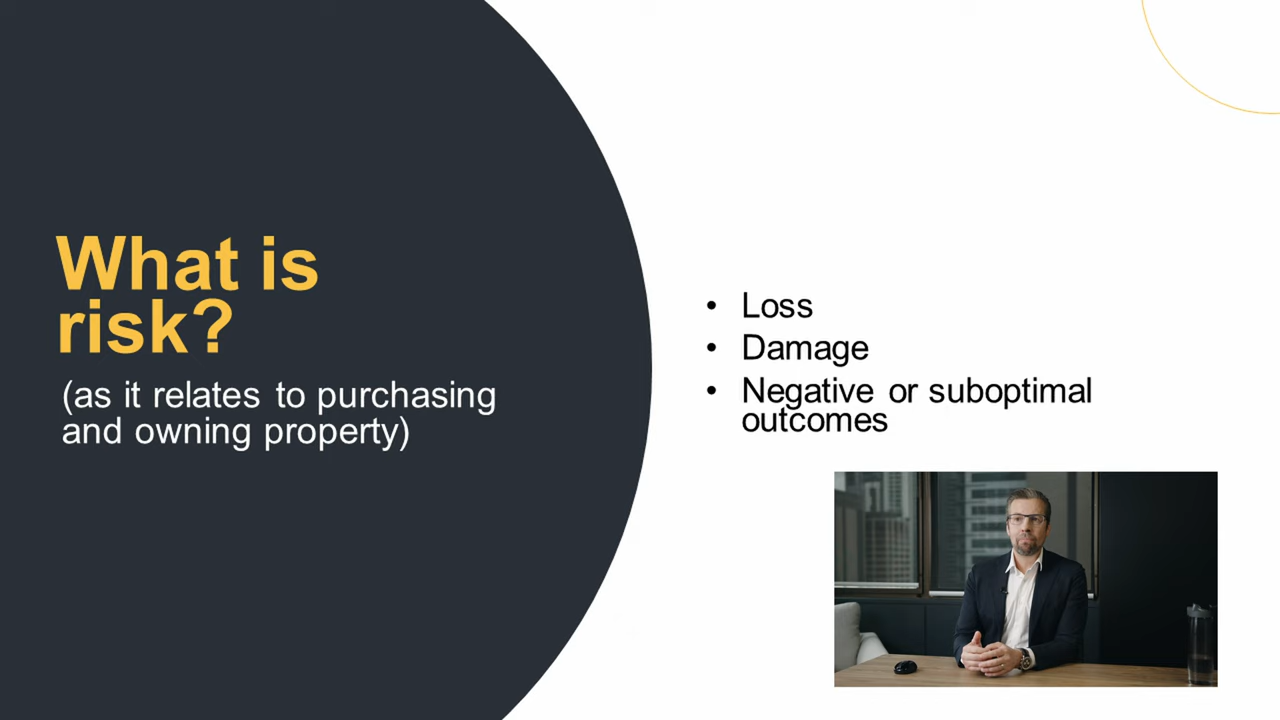 What is
risk?
(as it relates to purchasing
and owning property)
• Loss
• Damage
• Negative or suboptimal
outcomes